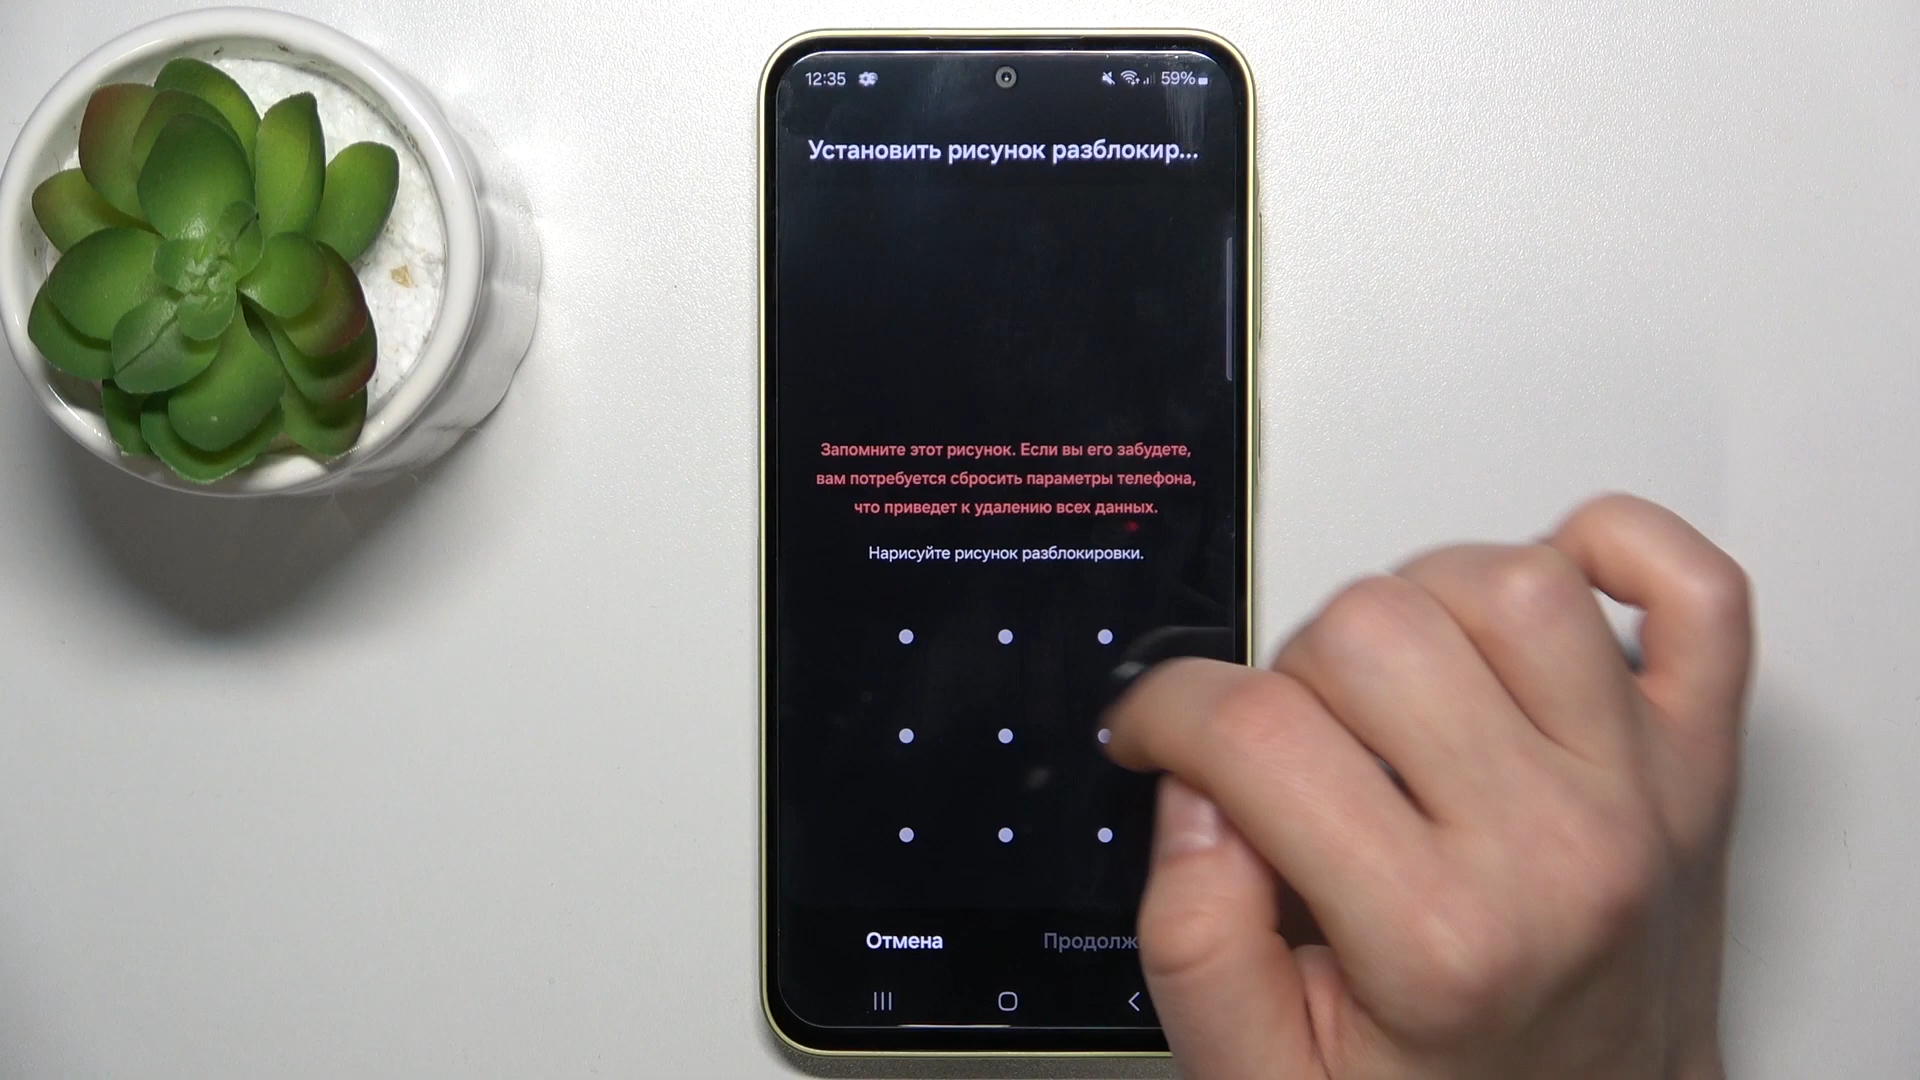 12:35 59%
Установить рисунок разблокир...
Запомните этот рисунок. Если вы его забудете,
вам потребуется сбросить параметры телефона,
что приведет к удалению всех данных.
Нарисуйте рисунок разблокировки.
Отмена Продолж